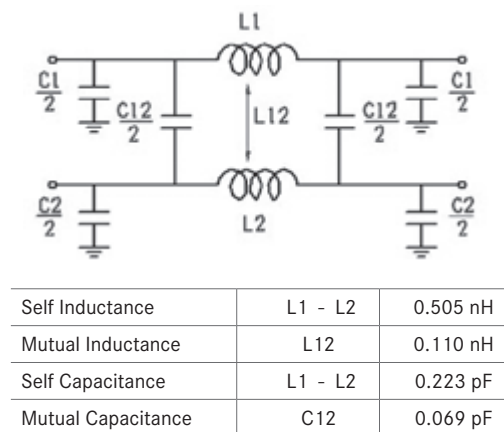 L1
C1
2
C12
2
L12
C12
2
C1
2
C2
2
L2
C2
2
Self Inductance L1 - L2 0.505 nH
Mutual Inductance L12 0.110 nH
Self Capacitance L1 - L2 0.223 pF
Mutual Capacitance C12 0.069 pF